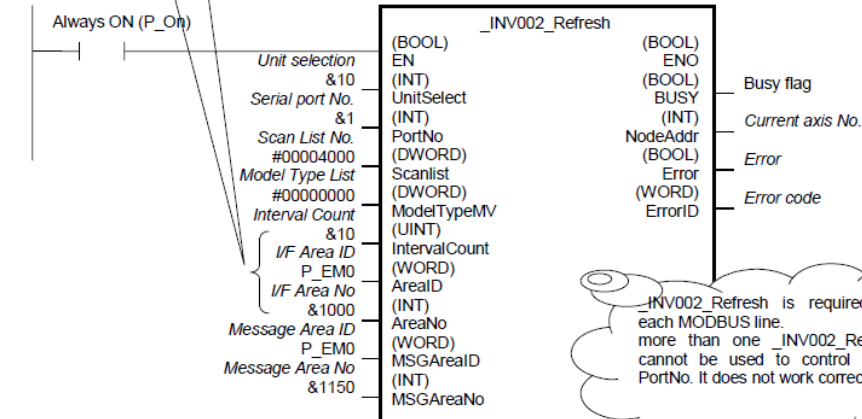 Always ON (P_On)
_INV002_Refresh
(BOOL) (BOOL)
Unit selection EN ENO
&10 (INT) (BOOL)
Serial port No. UnitSelect BUSY Busy flag
&1 (INT) (INT) Current axis No.
Scan List No. PortNo NodeAddr
#00004000 (DWORD) (BOOL)
Model Type List Scanlist Error Error
#00000000 (DWORD) (WORD)
Interval Count ModelTypeMV ErrorID Error code
&10 (UINT)
I/F Area ID IntervalCount
P_EM0 (WORD)
I/F Area No AreaID
&1000 (INT)
Message Area ID AreaNo
P_EM0 (WORD)
Message Area No MSGAreaID
&1150 (INT)
MSGAreaNo
_INV002_Refresh is required
each MODBUS line.
more than one _INV002_Re
cannot be used to control
PortNo. It does not work correc